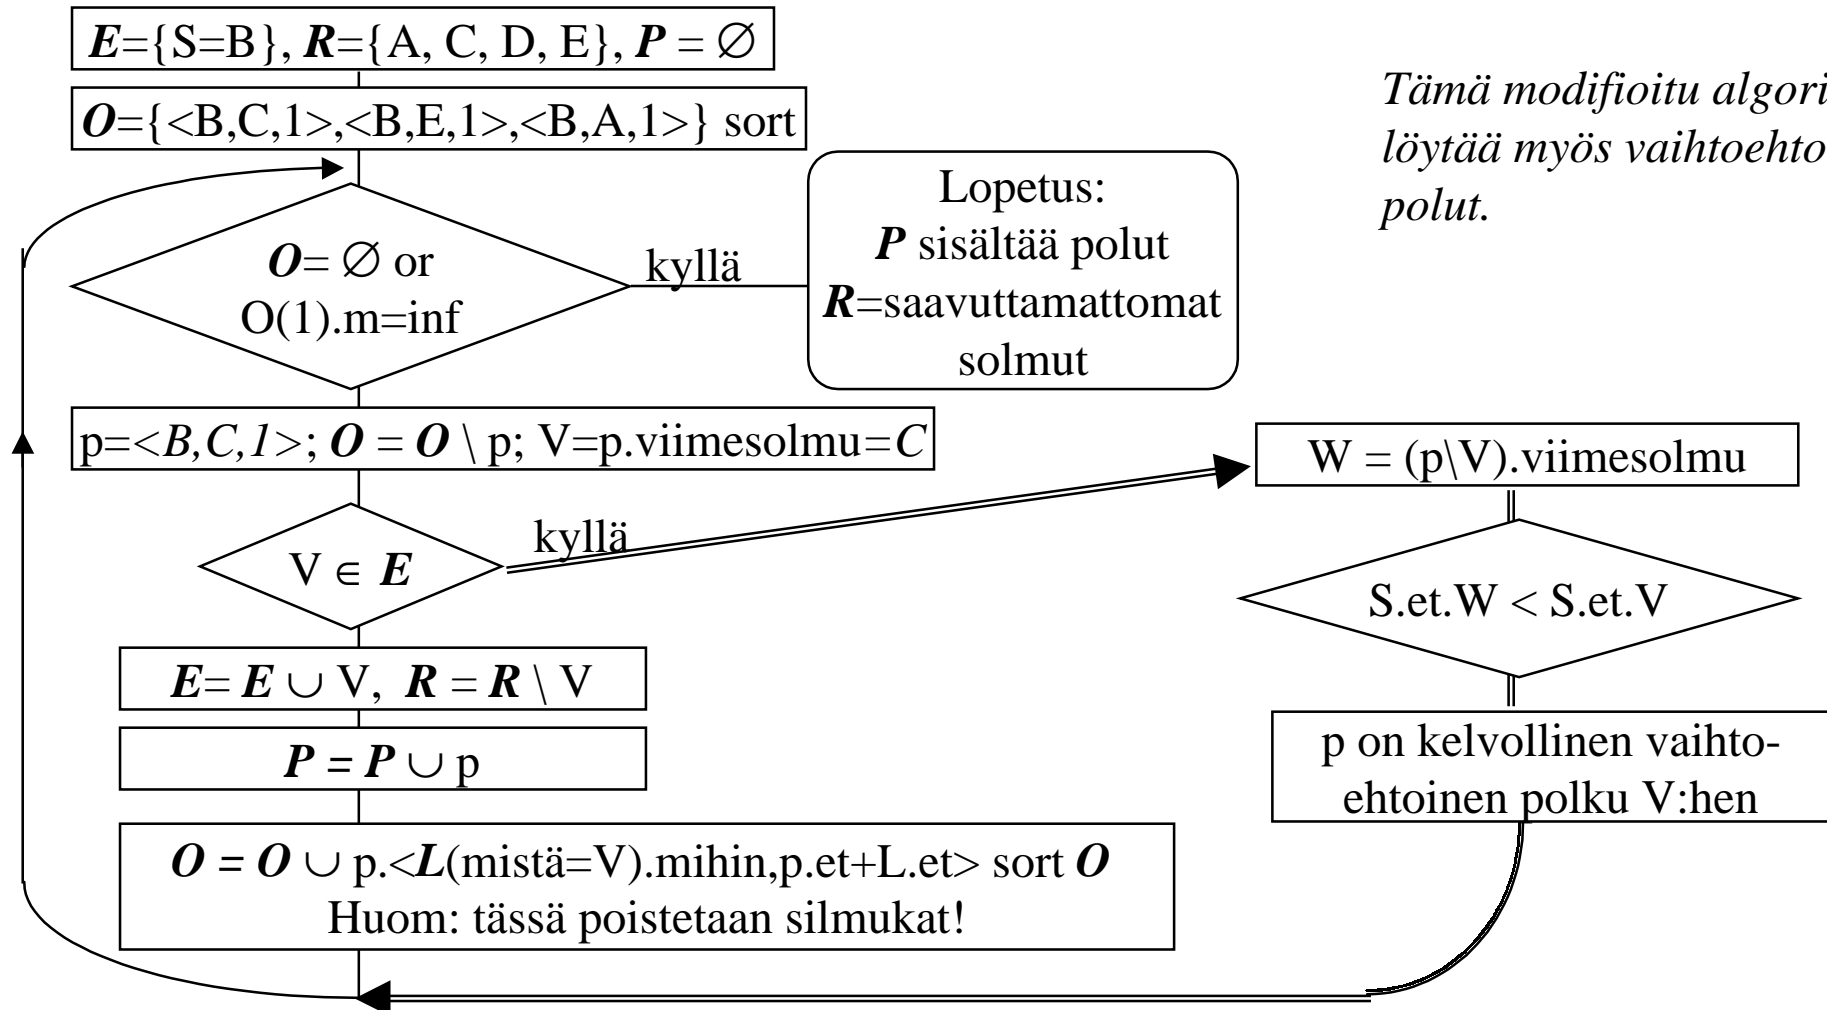 E={S=B}, R={A, C, D, E}, P = ∅
O={<B,C,1>,<B,E,1>,<B,A,1>} sort
Tämä modifioitu
löytää myös
polut.
O= ∅ or
O(1).m=inf
kyllä
Lopetus:
P sisältää polut
R=saavuttamattomat
solmut
p=<B,C,1>; O = O \ p; V=p.viimesolmu=C
W = (p\V).viimesolmu
V ∈ E
kyllä
S.et.W < S.et.V
E= E ∪ V, R = R \ V
P = P ∪ p
p on kelvollinen vaihto-
ehtoinen polku V:hen
O = O ∪ p.<L(mistä=V).mihin,p.et+L.et> sort O
Huom: tässä poistetaan silmukat!